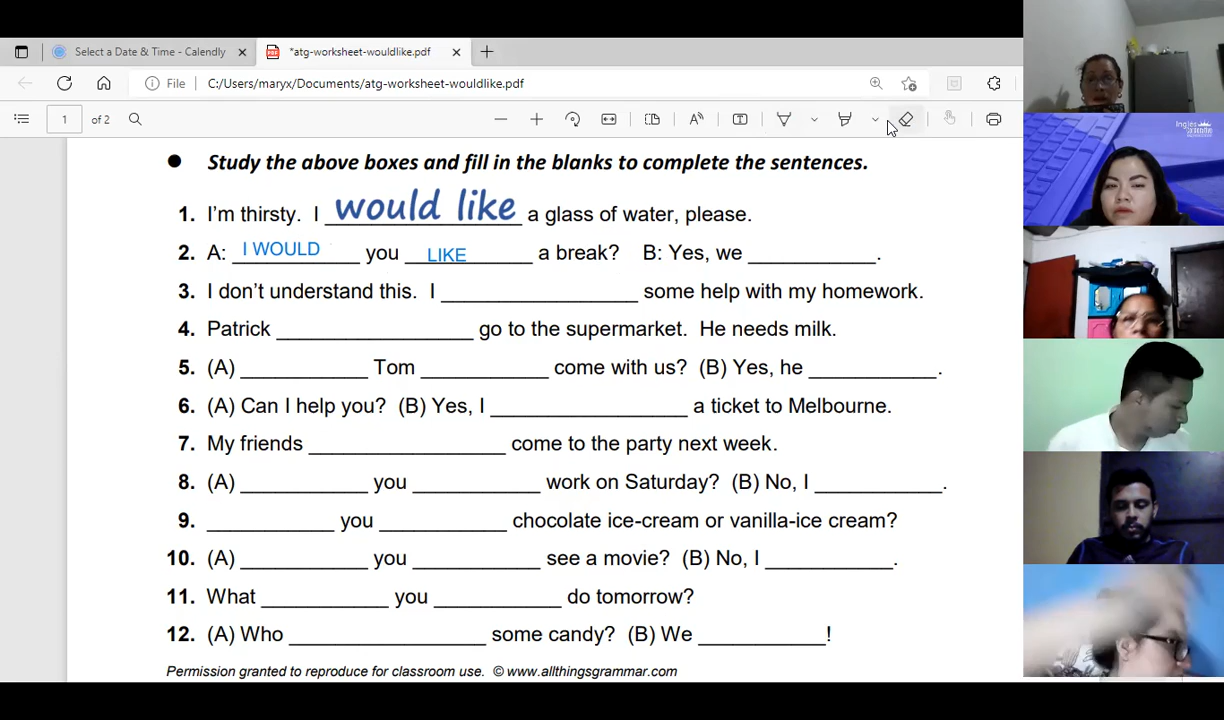 Select a Date & Time - Calendly
*atg-worksheet-wouldlike.pdf
File
C:/Users/maryx/Documents/atg-worksheet-wouldlike.pdf
1 of 2
Study the above boxes and fill in the blanks to complete the sentences.
1. I'm thirsty. I would like a glass of water, please.
2. A: I WOULD you LIKE a break? B: Yes, we ___________.
3. I don't understand this. I _________________ some help with my homework.
4. Patrick _________________ go to the supermarket. He needs milk.
5. (A) ___________ Tom ___________ come with us? (B) Yes, he ___________.
6. (A) Can I help you? (B) Yes, I _________________ a ticket to Melbourne.
7. My friends _________________ come to the party next week.
8. (A) ___________ you ___________ work on Saturday? (B) No, I ___________.
9. ___________ you ___________ chocolate ice-cream or vanilla-ice cream?
10. (A) ___________ you ___________ see a movie? (B) No, I ___________.
11. What ___________ you ___________ do tomorrow?
12. (A) Who _________________ some candy? (B) We ___________!
Permission granted to reproduce for classroom use. © www.allthingsgrammar.com
Ingles